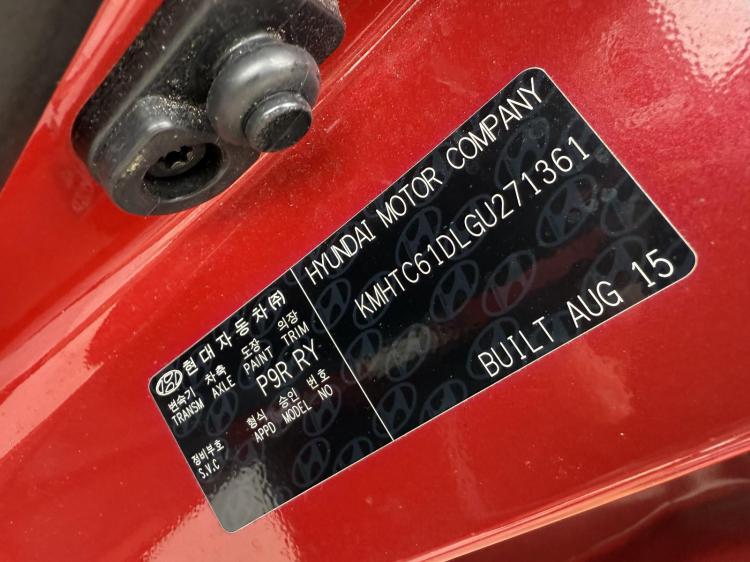 현대자동차㈜
변속기 차축 도장 의장
TRANSM AXLE PAINT TRIM
P9R RY
형식 승인 번호
APPD MODEL NO
정비부호
S.V.C
HYUNDAI MOTOR COMPANY
KMHTC61DLGU271361
BUILT AUG 15